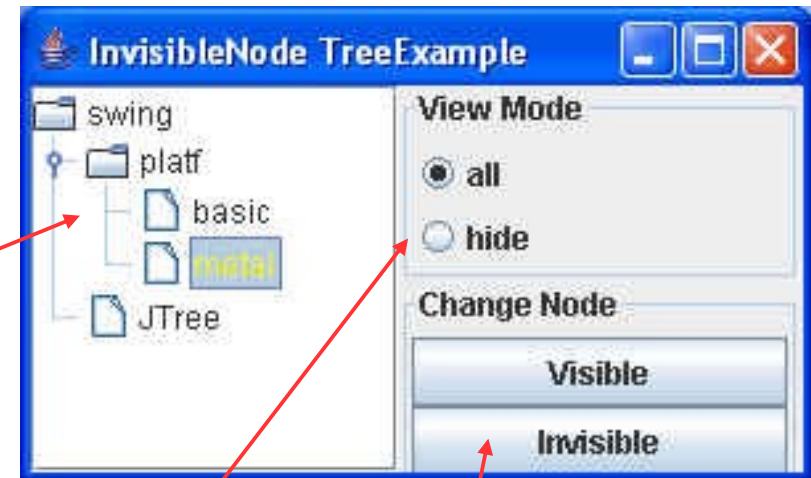 InvisibleNode TreeExample
swing
platf
basic
metal
JTree
View Mode
all
hide
Change Node
Visible
Invisible